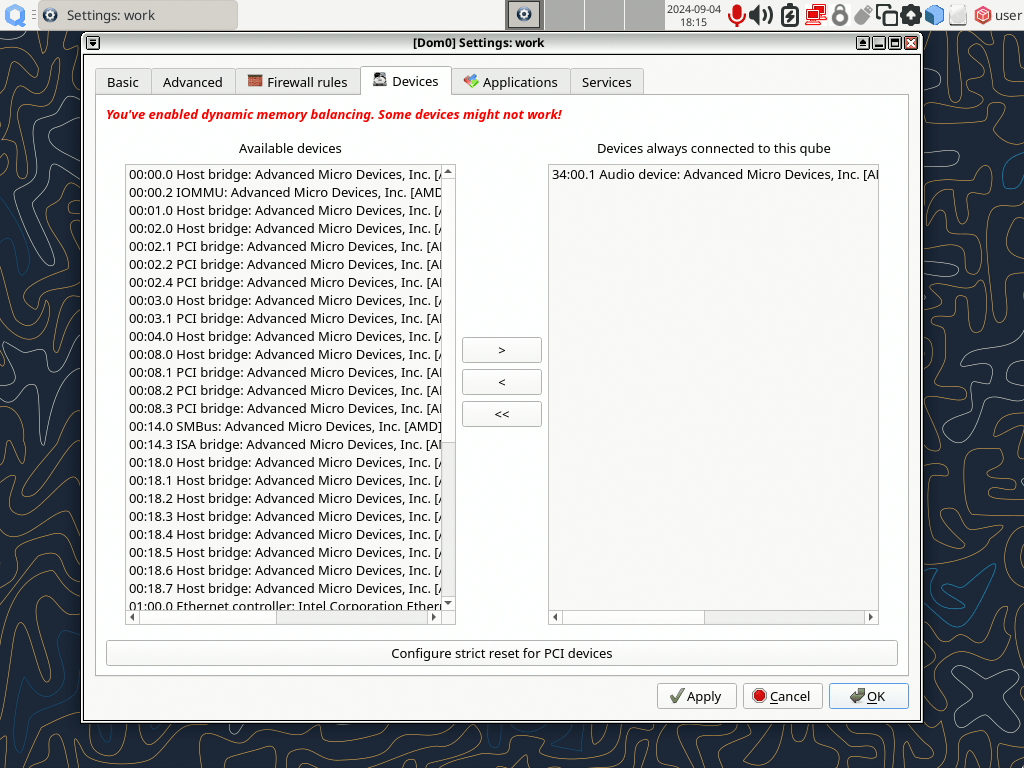 Settings: work
2024-09-04
18:15
user
[Dom0] Settings: work
Basic
Advanced
Firewall rules
Devices
Applications
Services
You've enabled dynamic memory balancing. Some devices might not work!
Available devices
Devices always connected to this qube
00:00.0 Host bridge: Advanced Micro Devices, Inc. [
00:00.2 IOMMU: Advanced Micro Devices, Inc. [AMD
00:01.0 Host bridge: Advanced Micro Devices, Inc. [
00:02.0 Host bridge: Advanced Micro Devices, Inc. [
00:02.1 PCI bridge: Advanced Micro Devices, Inc. [A
00:02.2 PCI bridge: Advanced Micro Devices, Inc. [A
00:02.4 PCI bridge: Advanced Micro Devices, Inc. [A
00:03.0 Host bridge: Advanced Micro Devices, Inc. [
00:03.1 PCI bridge: Advanced Micro Devices, Inc. [A
00:04.0 Host bridge: Advanced Micro Devices, Inc. [
00:08.0 Host bridge: Advanced Micro Devices, Inc. [
00:08.1 PCI bridge: Advanced Micro Devices, Inc. [A
00:08.2 PCI bridge: Advanced Micro Devices, Inc. [A
00:08.3 PCI bridge: Advanced Micro Devices, Inc. [A
00:14.0 SMBus: Advanced Micro Devices, Inc. [AMD]
00:14.3 ISA bridge: Advanced Micro Devices, Inc. [A
00:18.0 Host bridge: Advanced Micro Devices, Inc. [
00:18.1 Host bridge: Advanced Micro Devices, Inc. [
00:18.2 Host bridge: Advanced Micro Devices, Inc. [
00:18.3 Host bridge: Advanced Micro Devices, Inc. [
00:18.4 Host bridge: Advanced Micro Devices, Inc. [
00:18.5 Host bridge: Advanced Micro Devices, Inc. [
00:18.6 Host bridge: Advanced Micro Devices, Inc. [
00:18.7 Host bridge: Advanced Micro Devices, Inc. [
01:00.0 Ethernet controller: Intel Corporation Ether
>
<
<<
34:00.1 Audio device: Advanced Micro Devices, Inc. [A
Configure strict reset for PCI devices
Apply
Cancel
OK